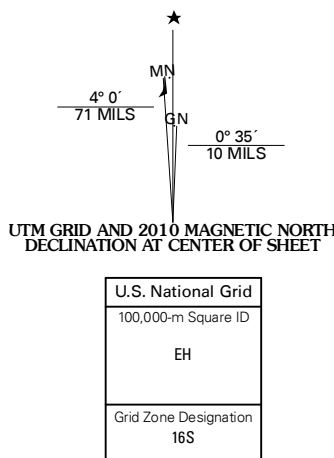 ★
MN
4° 0´
71 MILS
GN
0° 35´
10 MILS
UTM GRID AND 2010 MAGNETIC NORTH
DECLINATION AT CENTER OF SHEET
U.S. National Grid
100,000-m Square ID
EH
Grid Zone Designation
16S